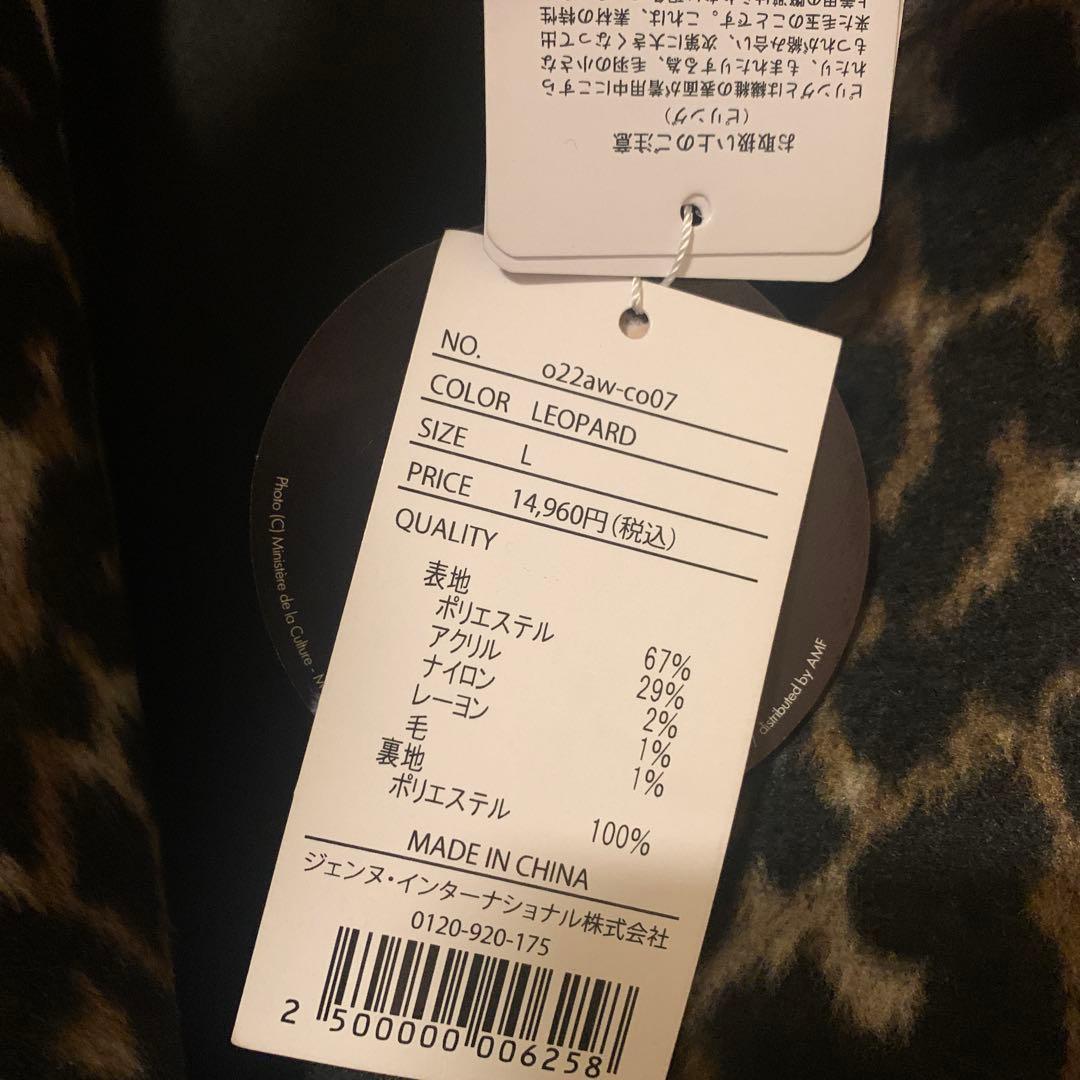 お取扱い上のご注意
(ピリング)
ピリングとは繊維の表面が着用中にこすら
れたり、もまれたりする為、毛羽の小さな
もつれが絡み合い、次第に大きくなって出
来た毛玉のことです。これは、素材の特性
NO. o22aw-co07
COLOR LEOPARD
SIZE L
PRICE 14,960円(税込)
QUALITY
表地
ポリエステル 67%
アクリル 29%
ナイロン 2%
レーヨン 1%
毛 1%
裏地
ポリエステル 100%
MADE IN CHINA
ジェンヌ・インターナショナル株式会社
0120-920-175
2 500000 006258
Photo (C) Ministère de la Culture -
distributed by AMF